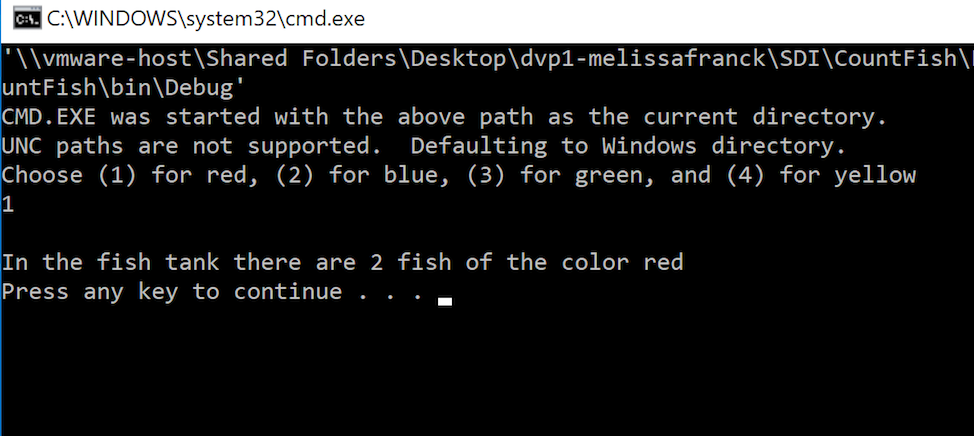 C:\WINDOWS\system32\cmd.exe
'\\vmware-host\Shared Folders\Desktop\dvp1-melissafranck\SDI\CountFish\
untFish\bin\Debug'
CMD.EXE was started with the above path as the current directory.
UNC paths are not supported.  Defaulting to Windows directory.
Choose (1) for red, (2) for blue, (3) for green, and (4) for yellow
1
In the fish tank there are 2 fish of the color red
Press any key to continue . . .